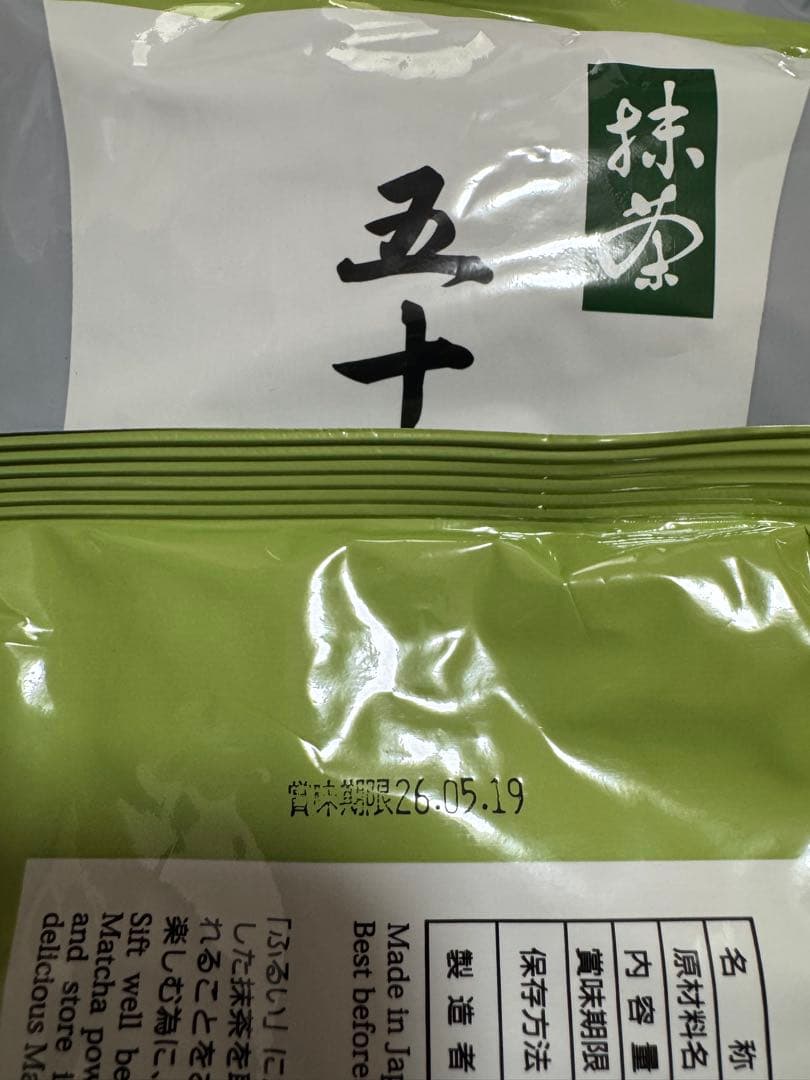 抹茶
五十
賞味期限26.05.19
名称
原材料名
内容量
賞味期限
保存方法
製造者
Made in Jap
Best before
「ふるい」に
した抹茶を
れることを
楽しむ為に、
Sift well be
Matcha pow
and store i
delicious Ma